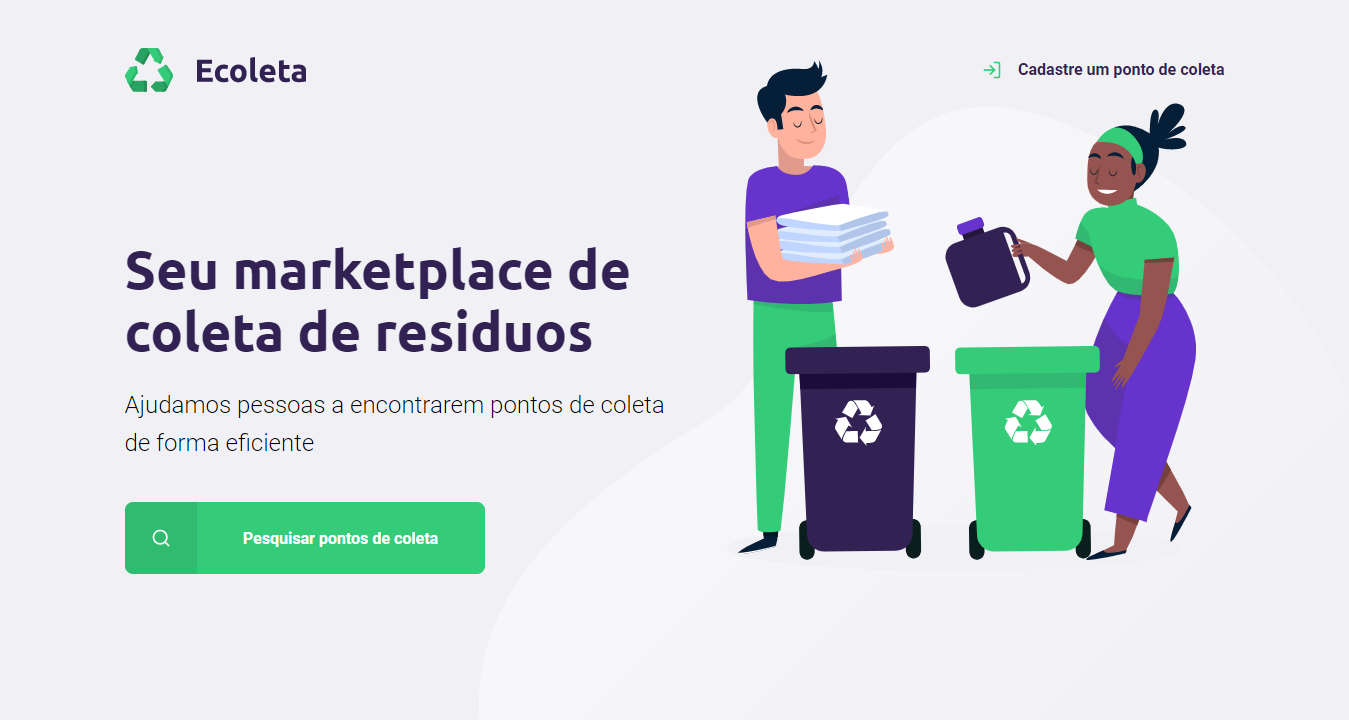 Ecoleta
Cadastre um ponto de coleta
Seu marketplace de
coleta de residuos
Ajudamos pessoas a encontrarem pontos de coleta
de forma eficiente
Pesquisar pontos de coleta